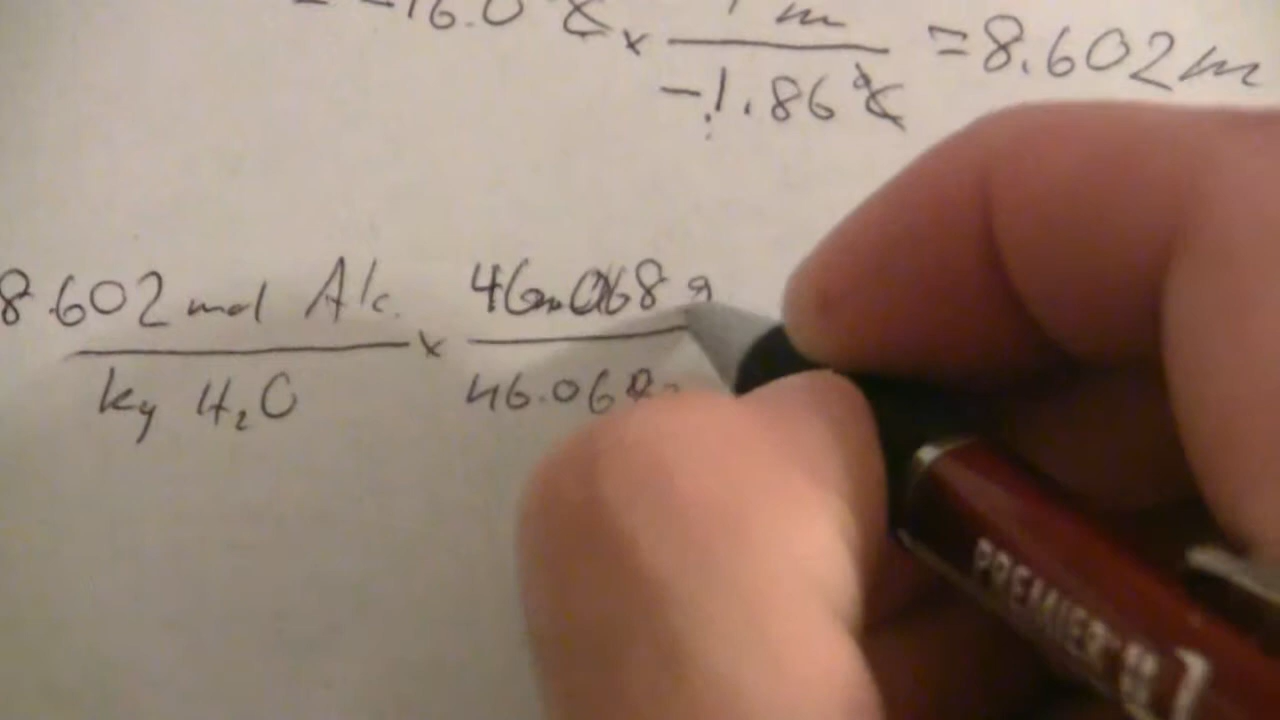 -16.0 °C × 1 m = 8.602 m
-1.86 °C
8.602 mol Alc. × 46.068 g
kg H₂O 46.068
PREMIER